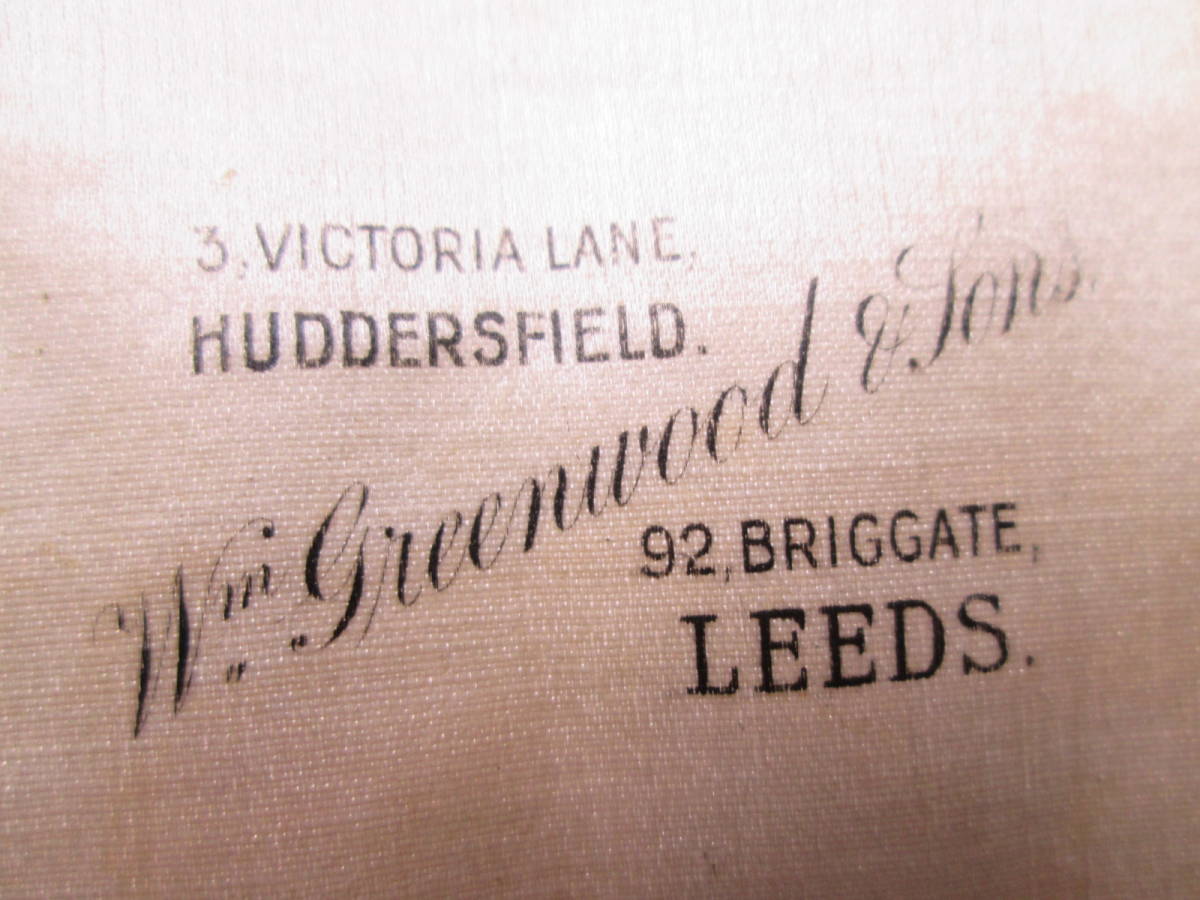 3, VICTORIA LANE,
HUDDERSFIELD.
Wm. Greenwood & Sons.
92, BRIGGATE,
LEEDS.